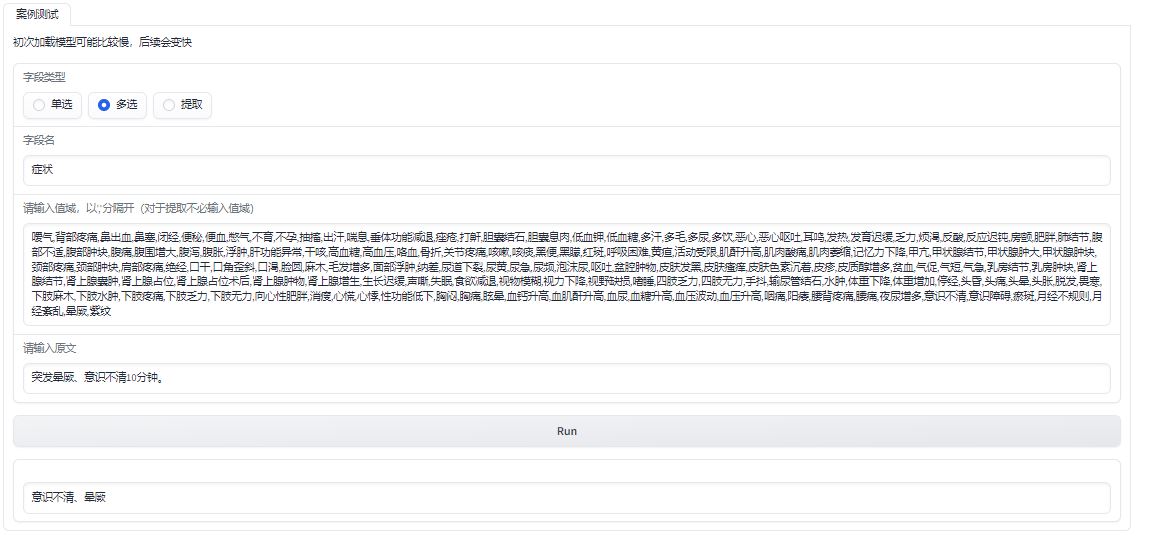 案例测试
初次加载模型可能比较慢，后续会变快
字段类型
单选 多选 提取
字段名
症状
请输入值域，以';'分隔开（对于提取不必输入值域）
嗳气,背部疼痛,鼻出血,鼻塞,闭经,便秘,便血,憋气,不育,不孕,抽搐,出汗,喘息,垂体功能减退,痤疮,打鼾,胆囊结石,胆囊息肉,低血钾,低血糖,多汗,多毛,多尿,多饮,恶心,恶心呕吐,耳鸣,发热,发育迟缓,乏力,烦渴,反酸,反应迟钝,房颤,肥胖,肺结节,腹
部不适,腹部肿块,腹痛,腹围增大,腹泻,腹胀,浮肿,肝功能异常,干咳,高血糖,高血压,咯血,骨折,关节疼痛,咳嗽,咳痰,黑便,黑矇,红斑,呼吸困难,黄疸,活动受限,肌酐升高,肌肉酸痛,肌肉萎缩,记忆力下降,甲亢,甲状腺结节,甲状腺肿大,甲状腺肿块,
颈部疼痛,颈部肿块,肩部疼痛,绝经,口干,口角歪斜,口渴,脸圆,麻木,毛发增多,面部浮肿,纳差,尿道下裂,尿黄,尿急,尿频,泡沫尿,呕吐,盆腔肿物,皮肤发黑,皮肤瘙痒,皮肤色素沉着,皮疹,皮质醇增多,贫血,气促,气短,气急,乳房结节,乳房肿块,肾上
腺结节,肾上腺囊肿,肾上腺占位,肾上腺占位术后,肾上腺肿物,肾上腺增生,生长迟缓,声嘶,失眠,食欲减退,视物模糊,视力下降,视野缺损,嗜睡,四肢乏力,四肢无力,手抖,输尿管结石,水肿,体重下降,体重增加,停经,头昏,头痛,头晕,头胀,脱发,畏寒,
下肢麻木,下肢水肿,下肢疼痛,下肢乏力,下肢无力,向心性肥胖,消瘦,心慌,心悸,性功能低下,胸闷,胸痛,眩晕,血钙升高,血肌酐升高,血尿,血糖升高,血压波动,血压升高,咽痛,阳痿,腰背疼痛,腰痛,夜尿增多,意识不清,意识障碍,瘀斑,月经不规则,月
经紊乱,晕厥,紫纹
请输入原文
突发晕厥、意识不清10分钟。
Run
意识不清、晕厥